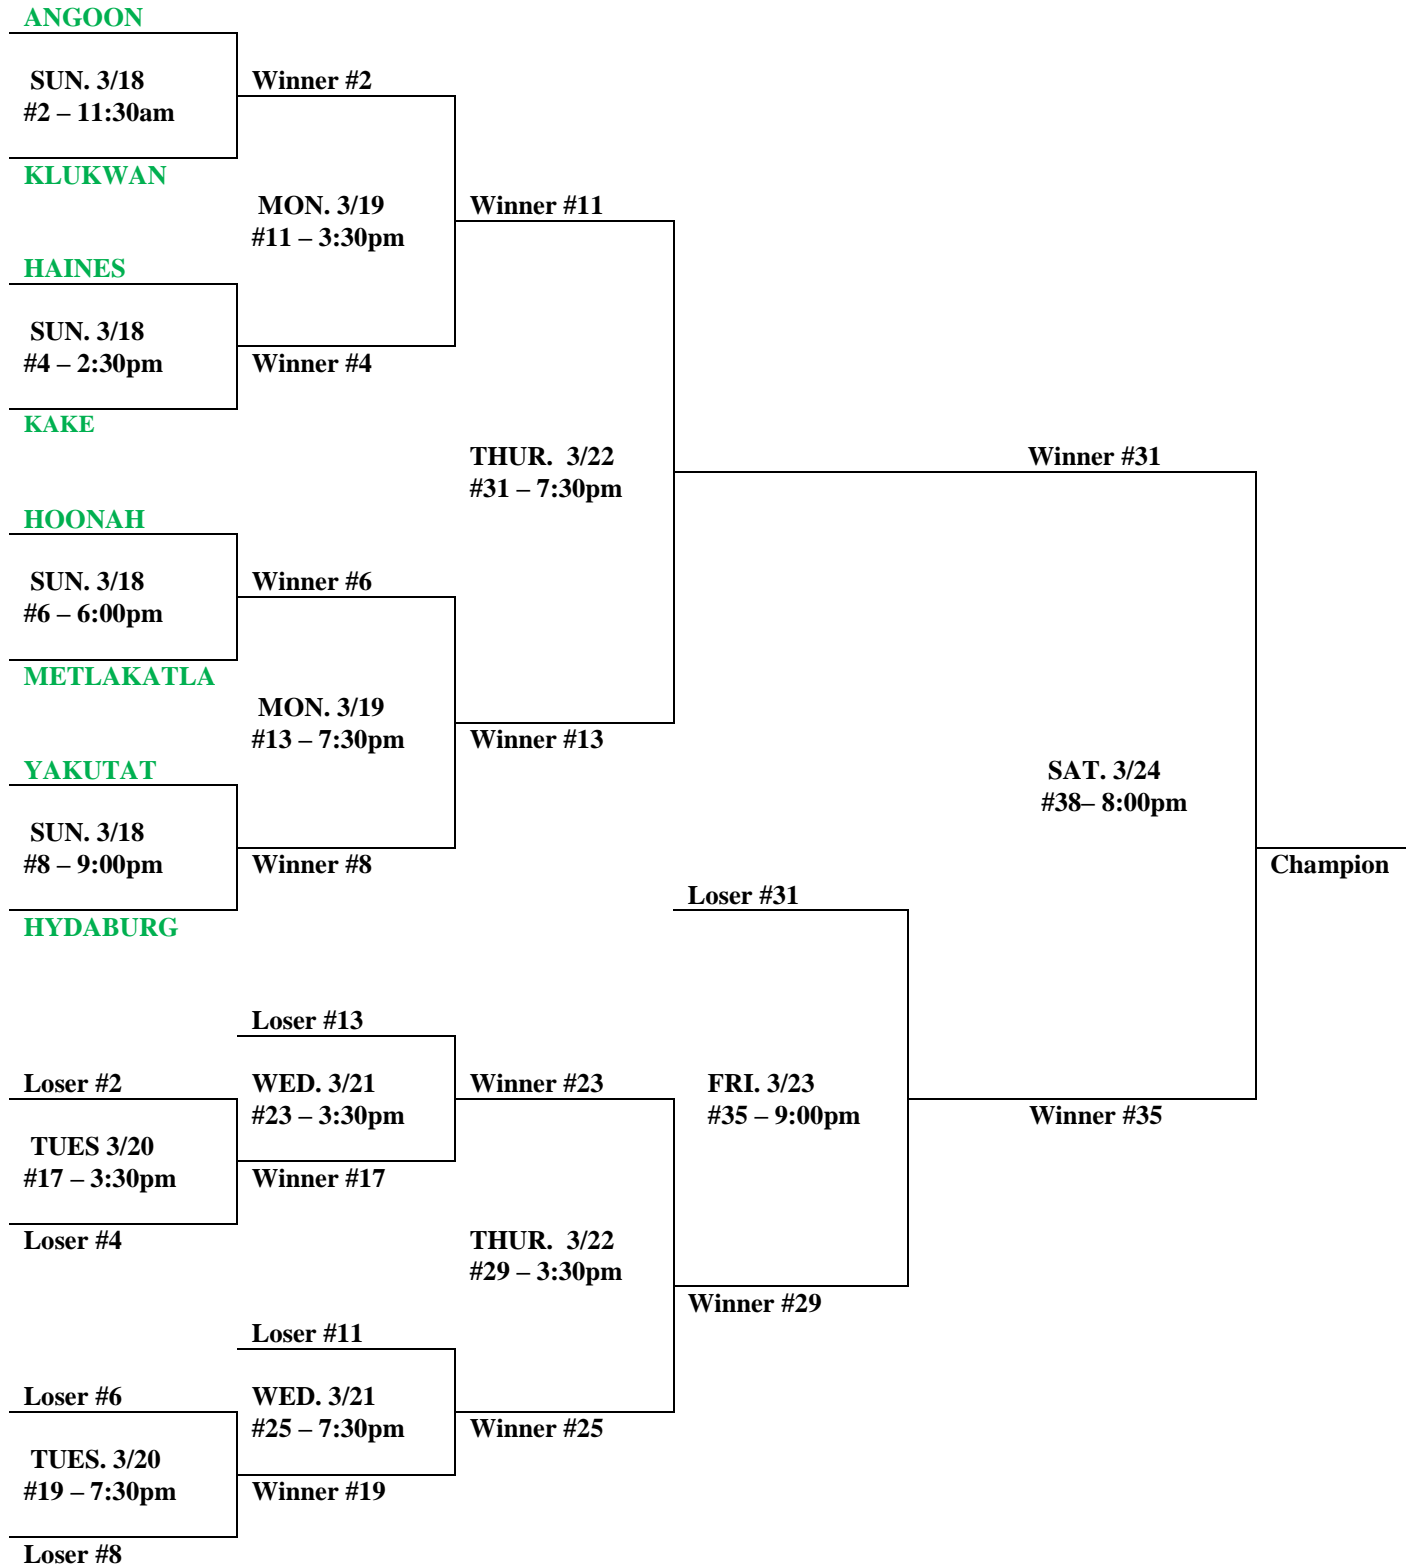 ANGOON
SUN. 3/18
#2 – 11:30am
Winner #2
KLUKWAN
MON. 3/19
#11 – 3:30pm
Winner #11
HAINES
SUN. 3/18
#4 – 2:30pm
Winner #4
KAKE
THUR.  3/22
#31 – 7:30pm
Winner #31
HOONAH
SUN. 3/18
#6 – 6:00pm
Winner #6
METLAKATLA
MON. 3/19
#13 – 7:30pm
Winner #13
YAKUTAT
SUN. 3/18
#8 – 9:00pm
Winner #8
HYDABURG
SAT. 3/24
#38– 8:00pm
Champion
Loser #31
Loser #13
Loser #2
WED. 3/21
#23 – 3:30pm
Winner #23
FRI. 3/23
#35 – 9:00pm
Winner #35
TUES 3/20
#17 – 3:30pm
Winner #17
Loser #4
THUR.  3/22
#29 – 3:30pm
Winner #29
Loser #11
Loser #6
WED. 3/21
#25 – 7:30pm
Winner #25
TUES. 3/20
#19 – 7:30pm
Winner #19
Loser #8